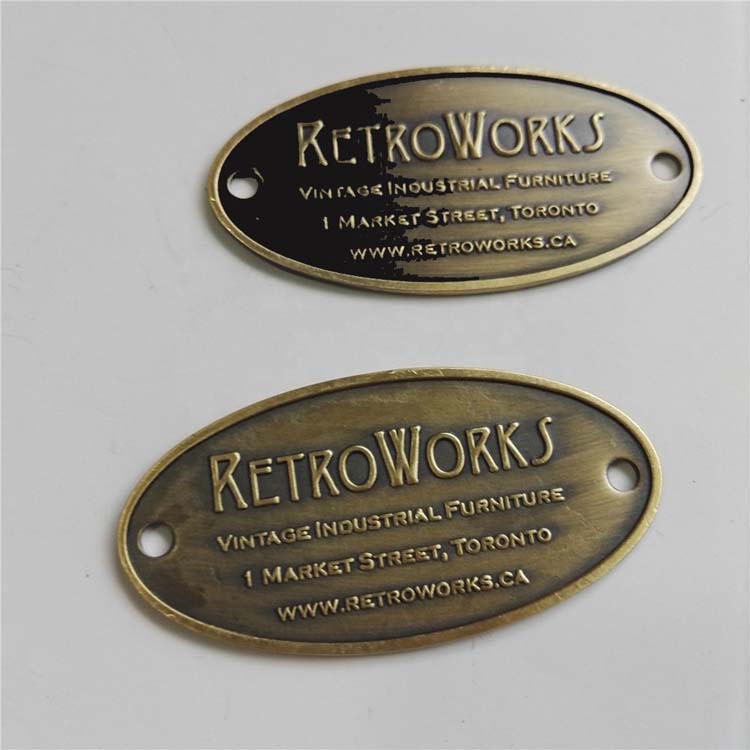 RETROWORKS
VINTAGE INDUSTRIAL FURNITURE
1 MARKET STREET, TORONTO
WWW.RETROWORKS.CA
RETROWORKS
VINTAGE INDUSTRIAL FURNITURE
1 MARKET STREET, TORONTO
WWW.RETROWORKS.CA